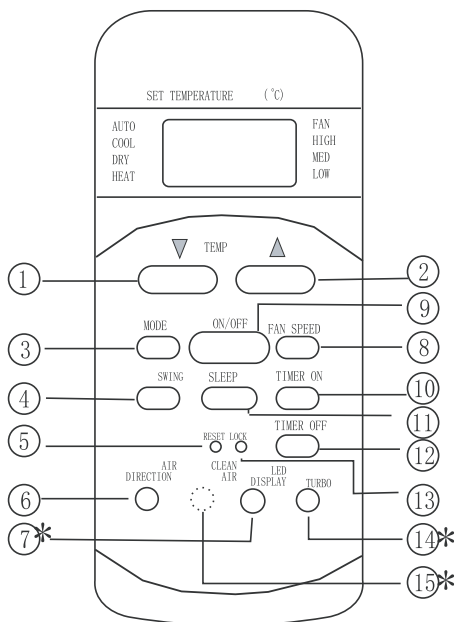 SET TEMPERATURE (℃)
AUTO
COOL
DRY
HEAT
FAN
HIGH
MED
LOW
TEMP
1
2
9
ON/OFF
MODE
FAN SPEED
3
8
SWING
SLEEP
TIMER ON
4
10
11
TIMER OFF
5
RESET LOCK
12
AIR
DIRECTION
CLEAN
AIR
LED
DISPLAY
TURBO
6
13
7*
14*
15*